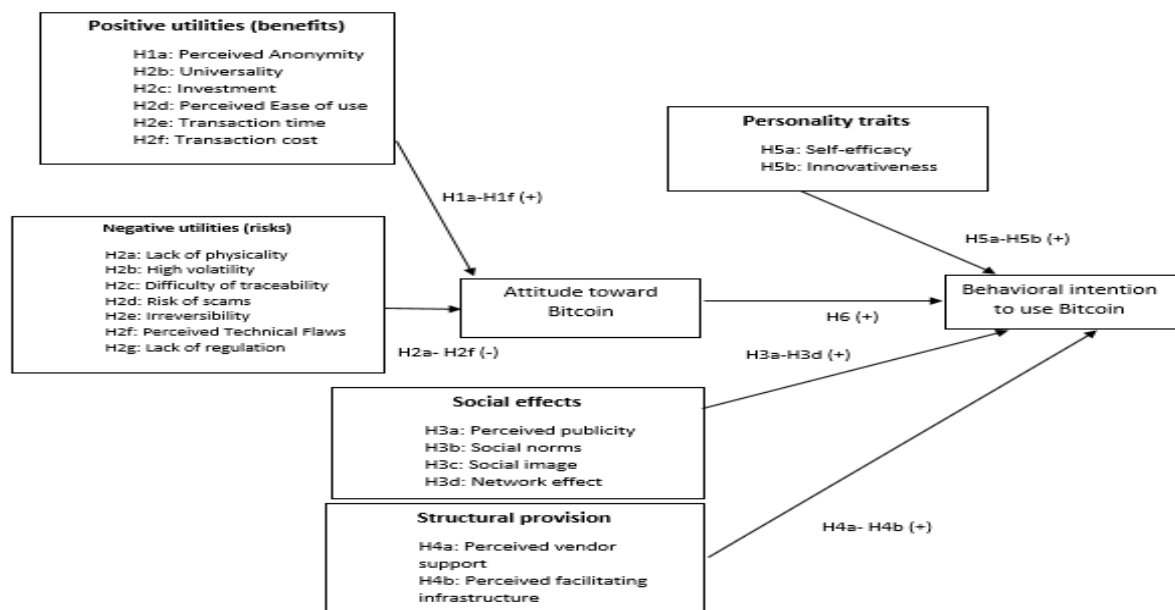 Positive utilities (benefits)
H1a: Perceived Anonymity
H2b: Universality
H2c: Investment
H2d: Perceived Ease of use
H2e: Transaction time
H2f: Transaction cost
Personality traits
H5a: Self-efficacy
H5b: Innovativeness
H1a-H1f (+)
Negative utilities (risks)
H2a: Lack of physicality
H2b: High volatility
H2c: Difficulty of traceability
H2d: Risk of scams
H2e: Irreversibility
H2f: Perceived Technical Flaws
H2g: Lack of regulation
H5a-H5b (+)
Attitude toward
Bitcoin
Behavioral intention
to use Bitcoin
H6 (+)
H2a- H2f (-)
H3a-H3d (+)
Social effects
H3a: Perceived publicity
H3b: Social norms
H3c: Social image
H3d: Network effect
Structural provision
H4a: Perceived vendor
support
H4b: Perceived facilitating
infrastructure
H4a- H4b (+)